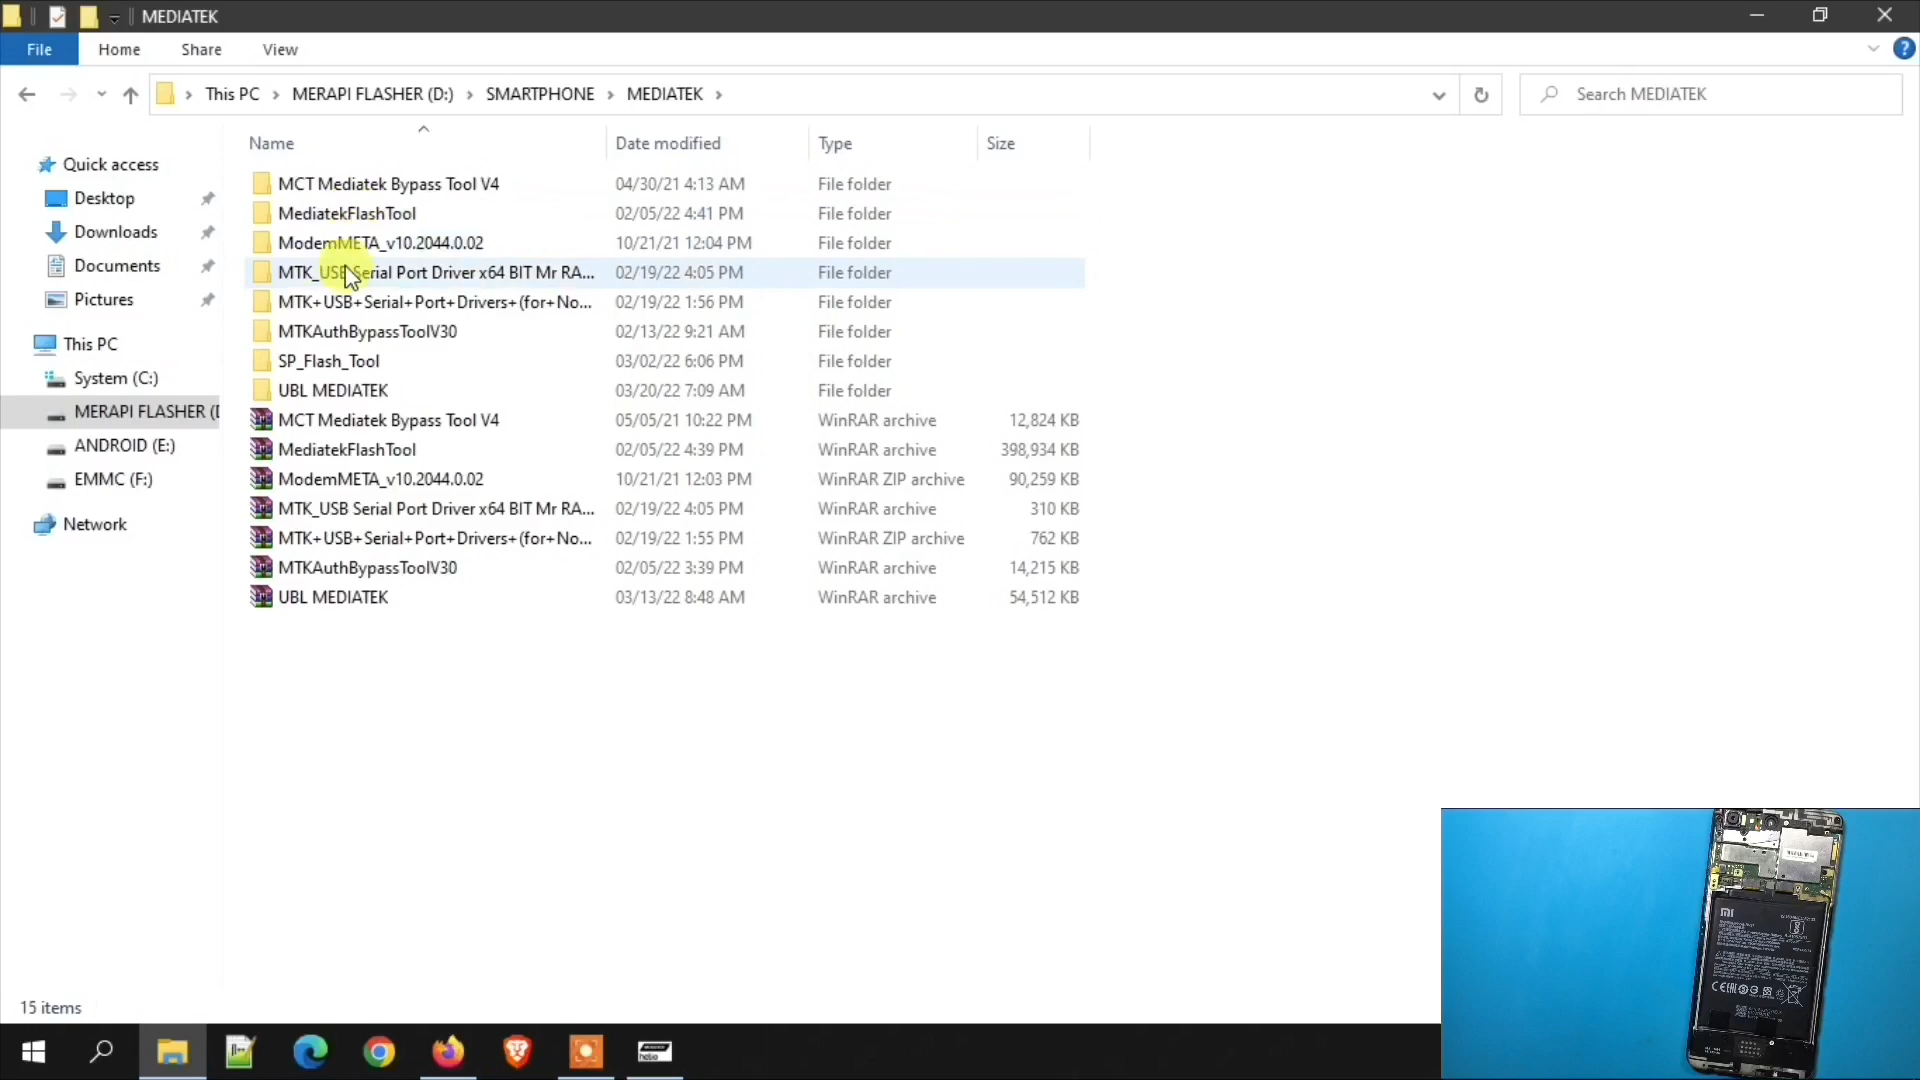 MEDIATEK
File Home Share View
This PC MERAPI FLASHER (D:) SMARTPHONE MEDIATEK
Search MEDIATEK
Name Date modified Type Size
Quick access
Desktop
Downloads
Documents
Pictures
This PC
System (C:)
MERAPI FLASHER (D
ANDROID (E:)
EMMC (F:)
Network
MCT Mediatek Bypass Tool V4 04/30/21 4:13 AM File folder
MediatekFlashTool 02/05/22 4:41 PM File folder
ModemMETA_v10.2044.0.02 10/21/21 12:04 PM File folder
MTK_USB Serial Port Driver x64 BIT Mr RA... 02/19/22 4:05 PM File folder
MTK+USB+Serial+Port+Drivers+(for+No... 02/19/22 1:56 PM File folder
MTKAuthBypassToolV30 02/13/22 9:21 AM File folder
SP_Flash_Tool 03/02/22 6:06 PM File folder
UBL MEDIATEK 03/20/22 7:09 AM File folder
MCT Mediatek Bypass Tool V4 05/05/21 10:22 PM WinRAR archive 12,824 KB
MediatekFlashTool 02/05/22 4:39 PM WinRAR archive 398,934 KB
ModemMETA_v10.2044.0.02 10/21/21 12:03 PM WinRAR ZIP archive 90,259 KB
MTK_USB Serial Port Driver x64 BIT Mr RA... 02/19/22 4:05 PM WinRAR archive 310 KB
MTK+USB+Serial+Port+Drivers+(for+No... 02/19/22 1:55 PM WinRAR ZIP archive 762 KB
MTKAuthBypassToolV30 02/05/22 3:39 PM WinRAR archive 14,215 KB
UBL MEDIATEK 03/13/22 8:48 AM WinRAR archive 54,512 KB
15 items
helio
mi